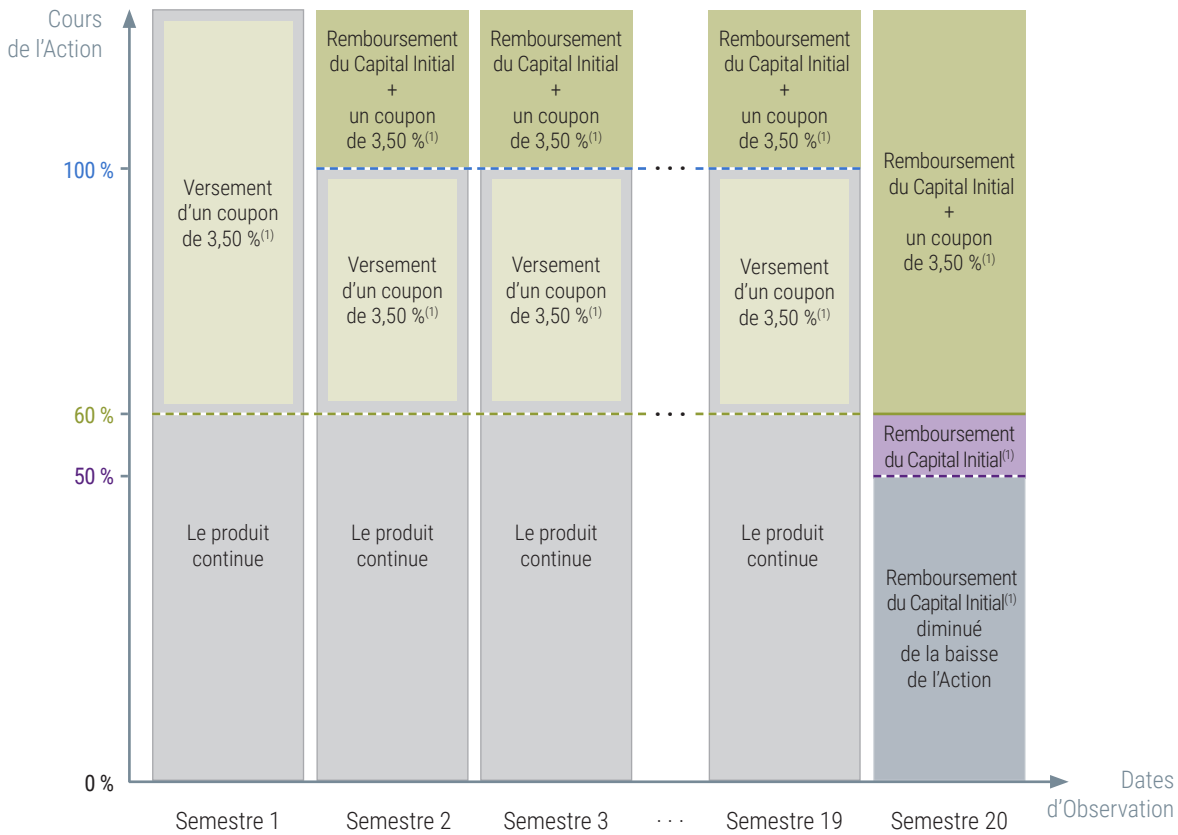 Cours
de l'Action
100 %
60 %
50 %
0 %
Versement
d'un coupon
de 3,50 %(1)
Le produit
continue
Remboursement
du Capital Initial
+
un coupon
de 3,50 %(1)
Versement
d'un coupon
de 3,50 %(1)
Le produit
continue
Remboursement
du Capital Initial
+
un coupon
de 3,50 %(1)
Versement
d'un coupon
de 3,50 %(1)
Le produit
continue
. . .
. . .
Remboursement
du Capital Initial
+
un coupon
de 3,50 %(1)
Versement
d'un coupon
de 3,50 %(1)
Le produit
continue
Remboursement
du Capital Initial
+
un coupon
de 3,50 %(1)
Remboursement
du Capital Initial(1)
Remboursement
du Capital Initial(1)
diminué
de la baisse
de l'Action
Semestre 1
Semestre 2
Semestre 3
. . .
Semestre 19
Semestre 20
Dates
d'Observation